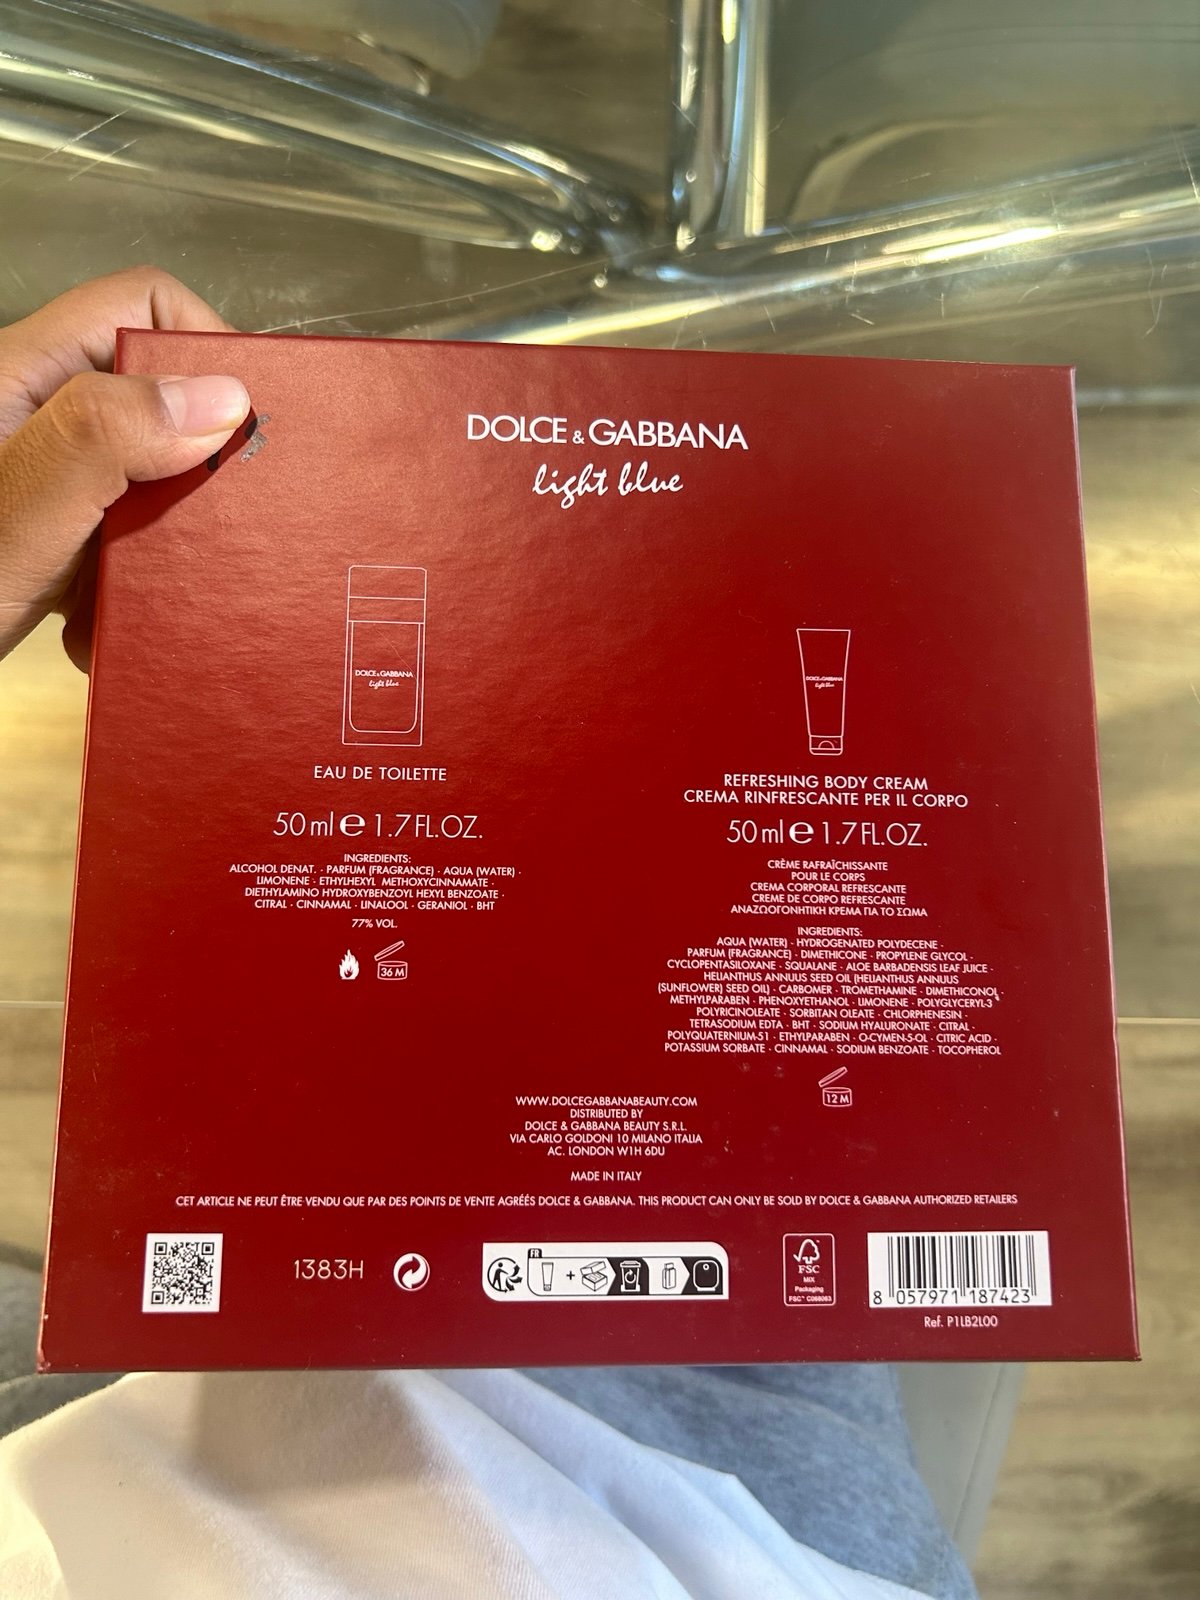 DOLCE & GABBANA
light blue
DOLCE & GABBANA
light blue
EAU DE TOILETTE
50 ml e 1.7 FL.OZ.
INGREDIENTS:
ALCOHOL DENAT. · PARFUM (FRAGRANCE) · AQUA (WATER) ·
LIMONENE · ETHYLHEXYL METHOXYCINNAMATE ·
DIETHYLAMINO HYDROXYBENZOYL HEXYL BENZOATE ·
CITRAL · CINNAMAL · LINALOOL · GERANIOL · BHT
77% VOL.
36 M
DOLCE & GABBANA
light blue
REFRESHING BODY CREAM
CREMA RINFRESCANTE PER IL CORPO
50 ml e 1.7 FL.OZ.
CRÈME RAFRAÎCHISSANTE
POUR LE CORPS
CREMA CORPORAL REFRESCANTE
CREME DE CORPO REFRESCANTE
ΑΝΑΖΩΟΓΟΝΗΤΙΚΗ ΚΡΕΜΑ ΓΙΑ ΤΟ ΣΩΜΑ
INGREDIENTS:
AQUA (WATER) · HYDROGENATED POLYDECENE ·
PARFUM (FRAGRANCE) · DIMETHICONE · PROPYLENE GLYCOL ·
CYCLOPENTASILOXANE · SQUALANE · ALOE BARBADENSIS LEAF JUICE ·
HELIANTHUS ANNUUS SEED OIL (HELIANTHUS ANNUUS
(SUNFLOWER) SEED OIL) · CARBOMER · TROMETHAMINE · DIMETHICONOL ·
METHYLPARABEN · PHENOXYETHANOL · LIMONENE · POLYGLYCERYL-3
POLYRICINOLEATE · SORBITAN OLEATE · CHLORPHENESIN ·
TETRASODIUM EDTA · BHT · SODIUM HYALURONATE · CITRAL ·
POLYQUATERNIUM-51 · ETHYLPARABEN · O-CYMEN-5-OL · CITRIC ACID ·
POTASSIUM SORBATE · CINNAMAL · SODIUM BENZOATE · TOCOPHEROL
12 M
WWW.DOLCEGABBANABEAUTY.COM
DISTRIBUTED BY
DOLCE & GABBANA BEAUTY S.R.L.
VIA CARLO GOLDONI 10 MILANO ITALIA
AC. LONDON W1H 6DU
MADE IN ITALY
CET ARTICLE NE PEUT ÊTRE VENDU QUE PAR DES POINTS DE VENTE AGRÉÉS DOLCE & GABBANA. THIS PRODUCT CAN ONLY BE SOLD BY DOLCE & GABBANA AUTHORIZED RETAILERS
1383H
FR
+
FSC
MIX
Packaging
FSC™ C068063
8 057971 187423
Ref. P1LB2L00